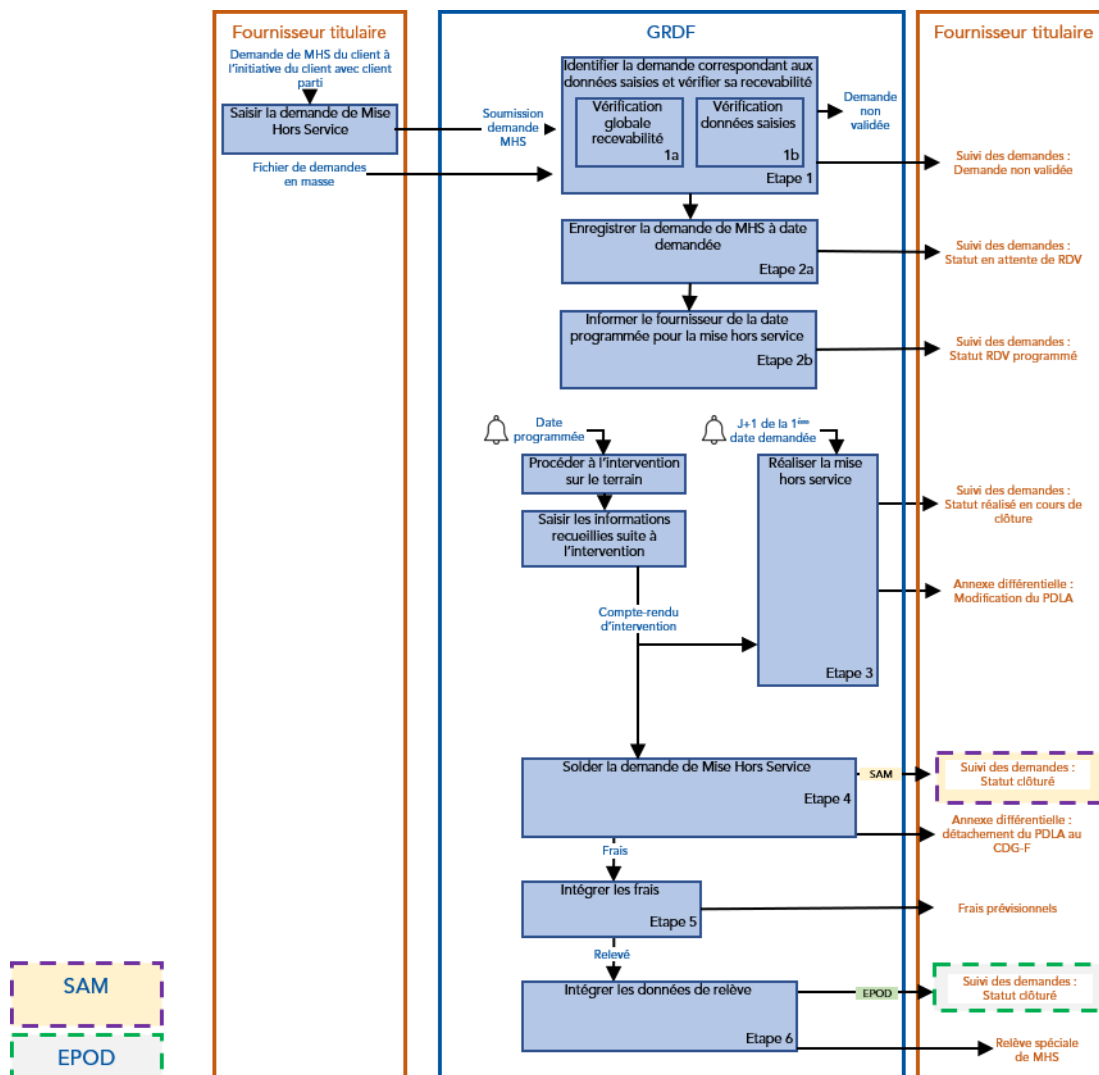 Fournisseur titulaire
Demande de MHS du client à
l'initiative du client avec client
parti
Saisir la demande de Mise
Hors Service
Soumission
demande
MHS
Fichier de demandes
en masse
GRDF
Identifier la demande correspondant aux
données saisies et vérifier sa recevabilité
Vérification
globale
recevabilité
1a
Vérification
données saisies
1b
Etape 1
Demande
non
validée
Fournisseur titulaire
Suivi des demandes :
Demande non validée
Enregistrer la demande de MHS à date
demandée
Etape 2a
Suivi des demandes :
Statut en attente de RDV
Informer le fournisseur de la date
programmée pour la mise hors service
Etape 2b
Suivi des demandes :
Statut RDV programmé
Date
programmée
J+1 de la 1ère
date demandée
Procéder à l'intervention
sur le terrain
Réaliser la mise
hors service
Saisir les informations
recueillies suite à
l'intervention
Suivi des demandes :
Statut réalisé en cours de
clôture
Annexe différentielle :
Modification du PDLA
Compte-rendu
d'intervention
Etape 3
Solder la demande de Mise Hors Service
Etape 4
SAM
Suivi des demandes :
Statut clôturé
Annexe différentielle :
détachement du PDLA au
CDG-F
Frais
Intégrer les frais
Etape 5
Frais prévisionnels
Relevé
Intégrer les données de relève
Etape 6
EPOD
Suivi des demandes :
Statut clôturé
Relève spéciale
de MHS
SAM
EPOD